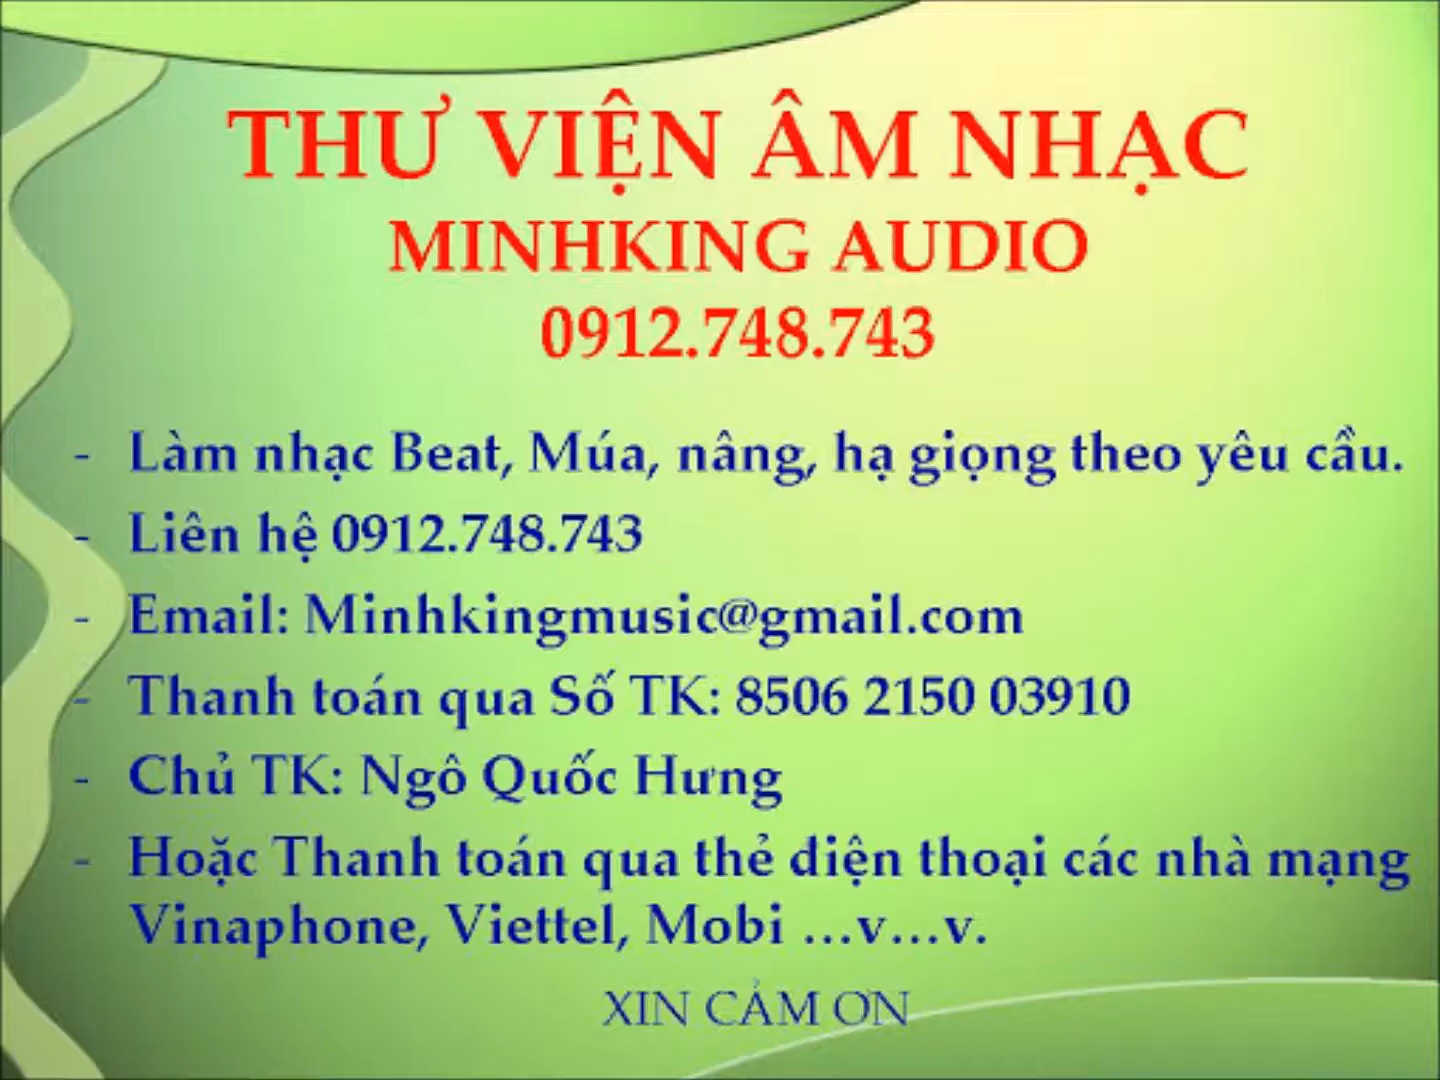 THƯ VIỆN ÂM NHẠC
MINHKING AUDIO
0912.748.743
- Làm nhạc Beat, Múa, nâng, hạ giọng theo yêu cầu.
- Liên hệ 0912.748.743
- Email: Minhkingmusic@gmail.com
- Thanh toán qua Số TK: 8506 2150 03910
- Chủ TK: Ngô Quốc Hưng
- Hoặc Thanh toán qua thẻ điện thoại các nhà mạng
Vinaphone, Viettel, Mobi ...v...v.
XIN CẢM ƠN